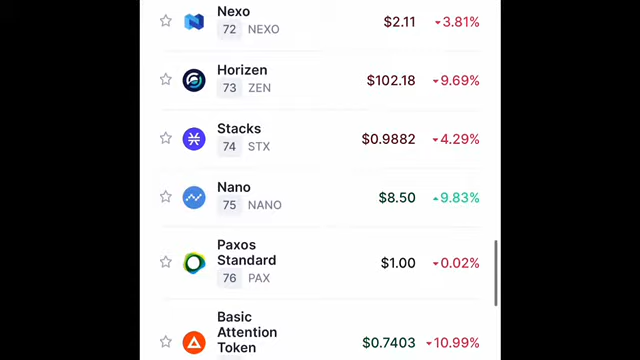 Nexo
72 NEXO
$2.11
3.81%
Horizen
73 ZEN
$102.18
9.69%
Stacks
74 STX
$0.9882
4.29%
Nano
75 NANO
$8.50
9.83%
Paxos
Standard
76 PAX
$1.00
0.02%
Basic
Attention
Token
$0.7403
10.99%